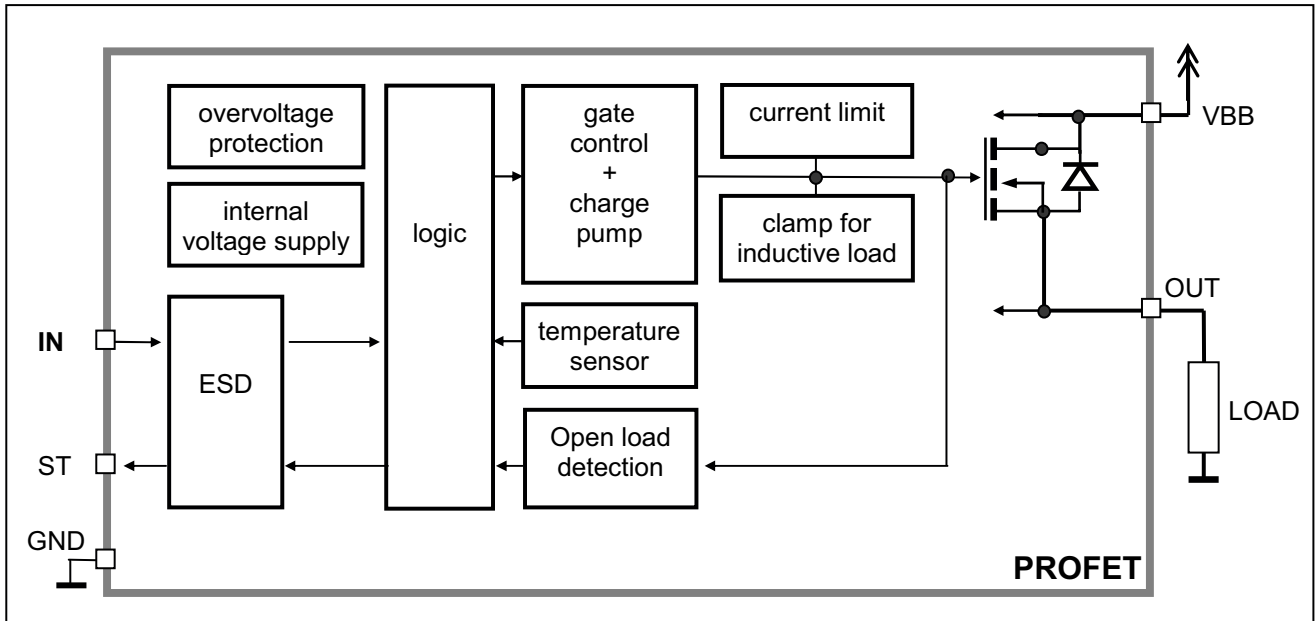 overvoltage
protection
internal
voltage supply
logic
gate
control
+
charge
pump
current limit
clamp for
inductive load
VBB
IN
ESD
temperature
sensor
OUT
LOAD
ST
Open load
detection
GND
PROFET